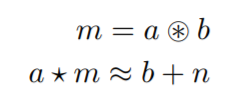 m = a ⊛ b
a ⋆ m ≈ b + n